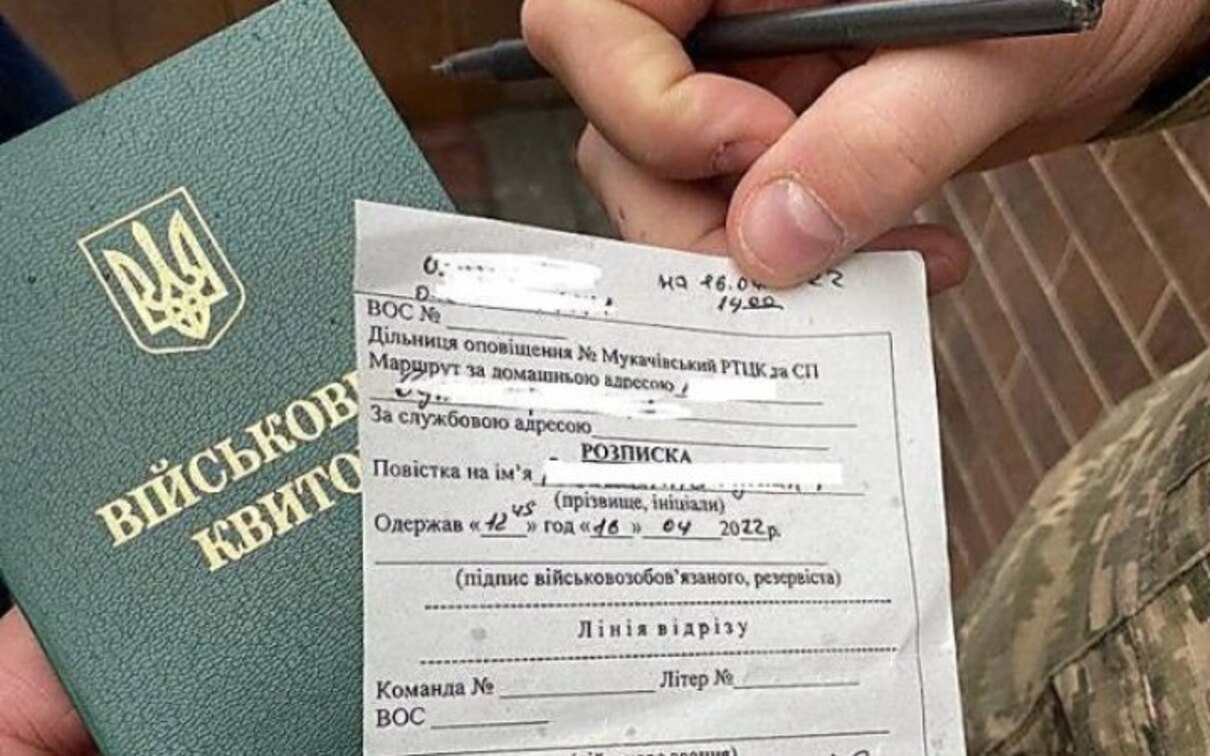 ВІЙСЬКОВ
КВИТО
на 16.04 22
14 00
ВОС №
Дільниця оповіщення № Мукачівський РТЦК та СП
Маршрут за домашньою адресою
За службовою адресою
РОЗПИСКА
Повістка на ім'я
(прізвище, ініціали)
Одержав «12 45» год «16» 04 2022 р.
(підпис військовозобов'язаного, резервіста)
Лінія відрізу
Команда № Літер №
ВОС